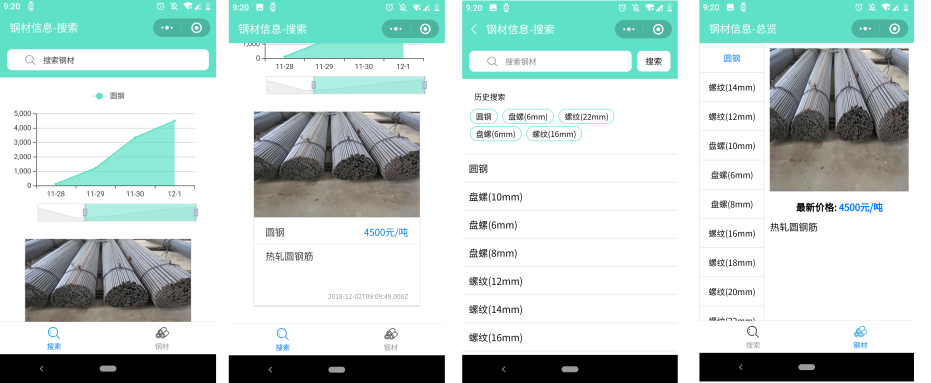 9:20
钢材信息-搜索
搜索钢材
圆钢
5,000
4,000
3,000
2,000
1,000
0
11-28 11-29 11-30 12-1
搜索 钢材
9:20
钢材信息-搜索
1,000
0
11-28 11-29 11-30 12-1
圆钢 4500元/吨
热轧圆钢筋
2018-12-02T09:09:49.000Z
搜索 钢材
9:20
钢材信息-搜索
搜索钢材 搜索
历史搜索
圆钢 盘螺(6mm) 螺纹(22mm)
盘螺(6mm) 螺纹(16mm)
圆钢
盘螺(10mm)
盘螺(6mm)
盘螺(8mm)
螺纹(12mm)
螺纹(14mm)
螺纹(16mm)
9:20
钢材信息-总览
圆钢
螺纹(14mm)
螺纹(12mm)
盘螺(10mm)
盘螺(6mm)
盘螺(8mm)
螺纹(16mm)
螺纹(18mm)
螺纹(20mm)
螺纹(22mm)
最新价格: 4500元/吨
热轧圆钢筋
搜索 钢材